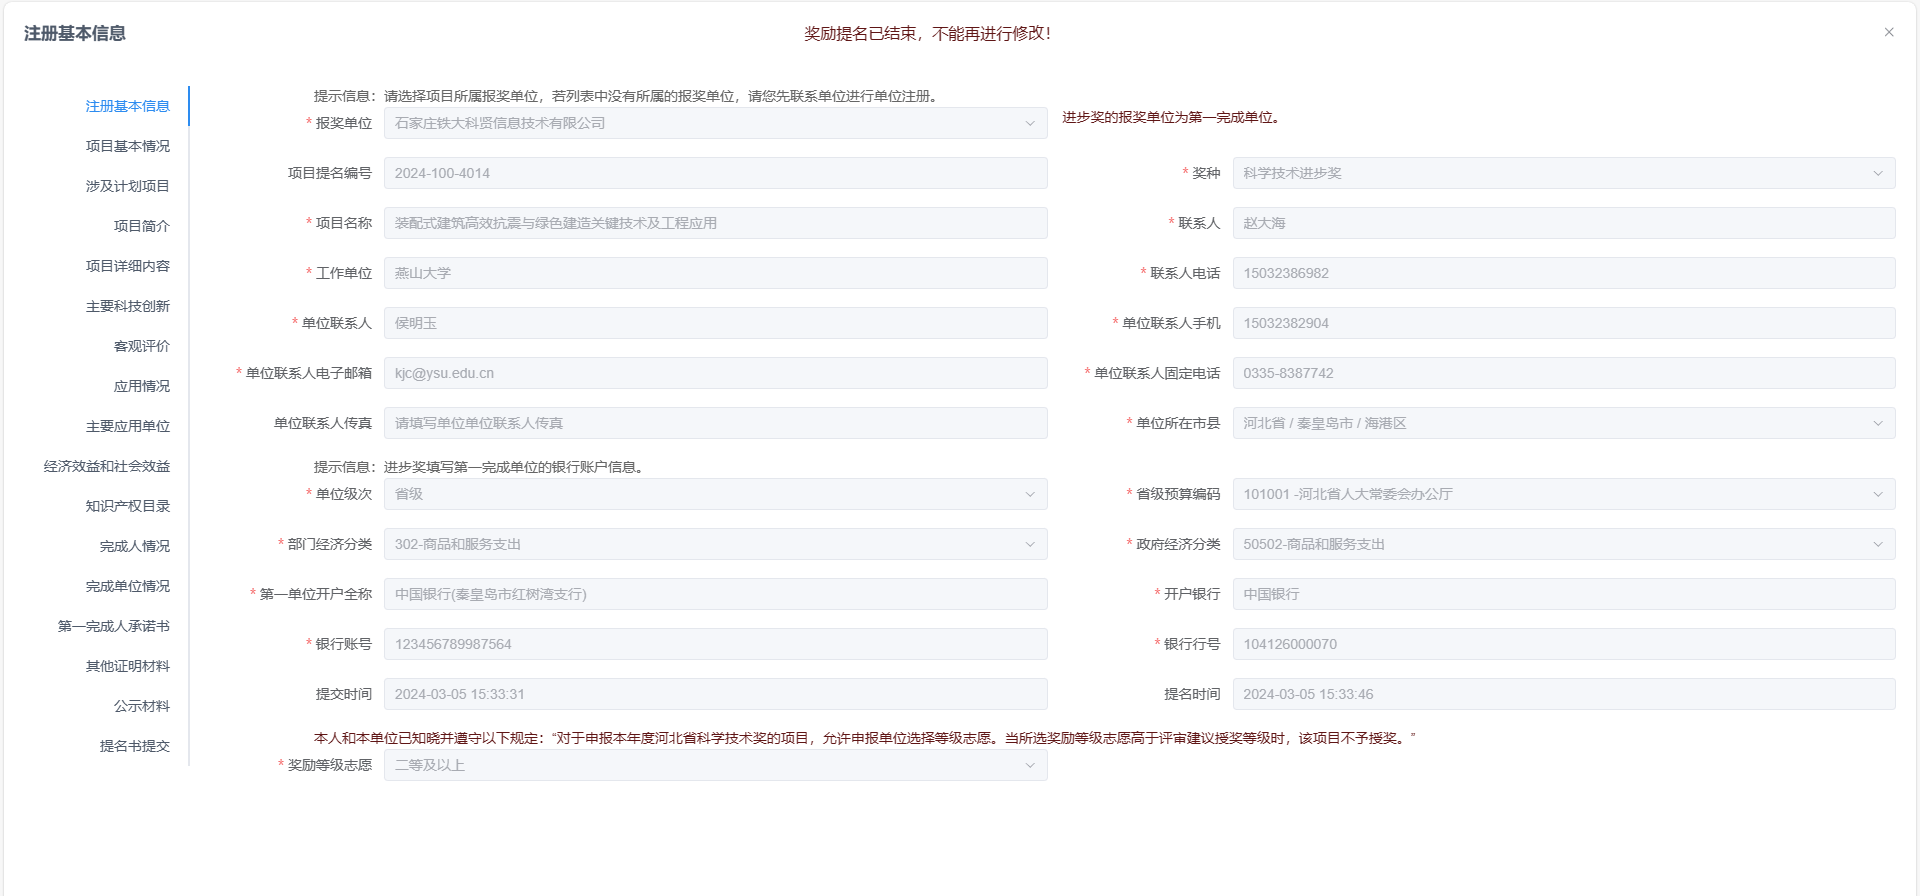 注册基本信息
奖励提名已结束，不能再进行修改！
注册基本信息
项目基本情况
涉及计划项目
项目简介
项目详细内容
主要科技创新
客观评价
应用情况
主要应用单位
经济效益和社会效益
知识产权目录
完成人情况
完成单位情况
第一完成人承诺书
其他证明材料
公示材料
提名书提交
提示信息：请选择项目所属报奖单位，若列表中没有所属的报奖单位，请您先联系单位进行单位注册。
* 报奖单位 石家庄铁大科贤信息技术有限公司 进步奖的报奖单位为第一完成单位。
项目提名编号 2024-100-4014 * 奖种 科学技术进步奖
* 项目名称 装配式建筑高效抗震与绿色建造关键技术及工程应用 * 联系人 赵大海
* 工作单位 燕山大学 * 联系人电话 15032386982
* 单位联系人 侯明玉 * 单位联系人手机 15032382904
* 单位联系人电子邮箱 kjc@ysu.edu.cn * 单位联系人固定电话 0335-8387742
单位联系人传真 请填写单位单位联系人传真 * 单位所在市县 河北省 / 秦皇岛市 / 海港区
提示信息：进步奖填写第一完成单位的银行账户信息。
* 单位级次 省级 * 省级预算编码 101001 -河北省人大常委会办公厅
* 部门经济分类 302-商品和服务支出 * 政府经济分类 50502-商品和服务支出
* 第一单位开户全称 中国银行(秦皇岛市红树湾支行) * 开户银行 中国银行
* 银行账号 123456789987564 * 银行行号 104126000070
提交时间 2024-03-05 15:33:31 提名时间 2024-03-05 15:33:46
本人和本单位已知晓并遵守以下规定：“对于申报本年度河北省科学技术奖的项目，允许申报单位选择等级志愿。当所选奖励等级志愿高于评审建议授奖等级时，该项目不予授奖。”
* 奖励等级志愿 二等及以上